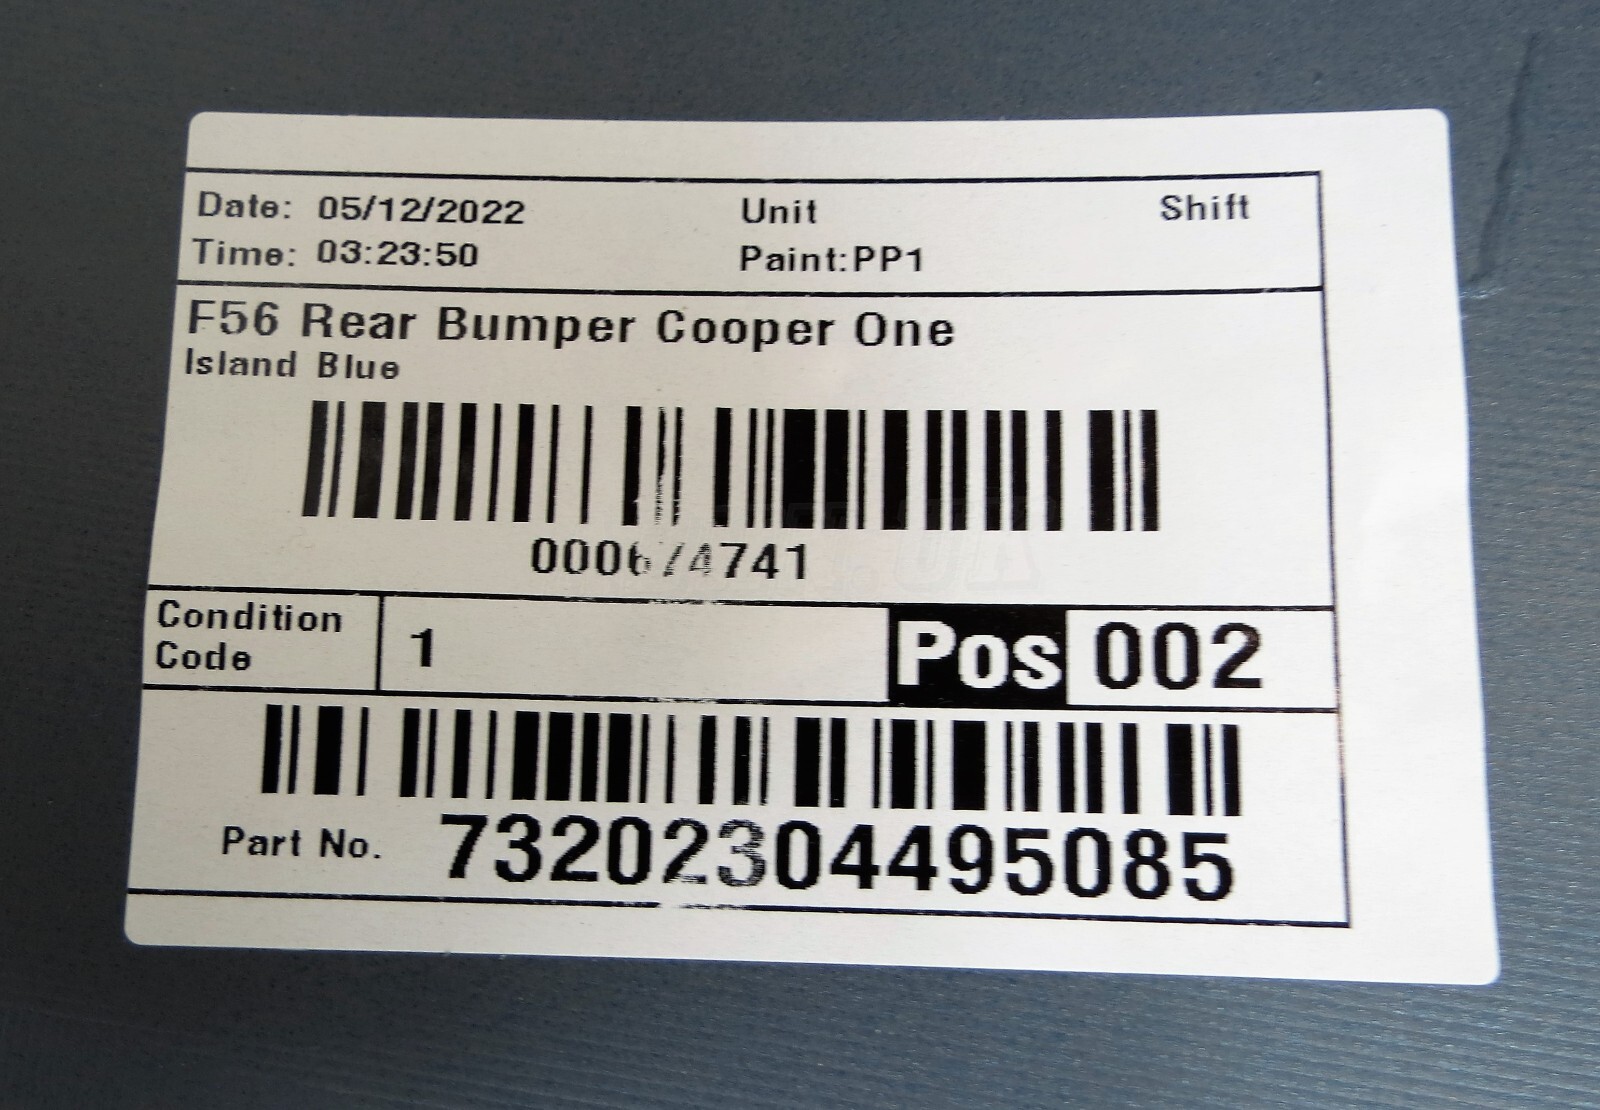 Date: 05/12/2022 Unit Shift
Time: 03:23:50 Paint:PP1
F56 Rear Bumper Cooper One
Island Blue
000674741
Condition
Code 1 Pos 002
Part No. 73202304495085